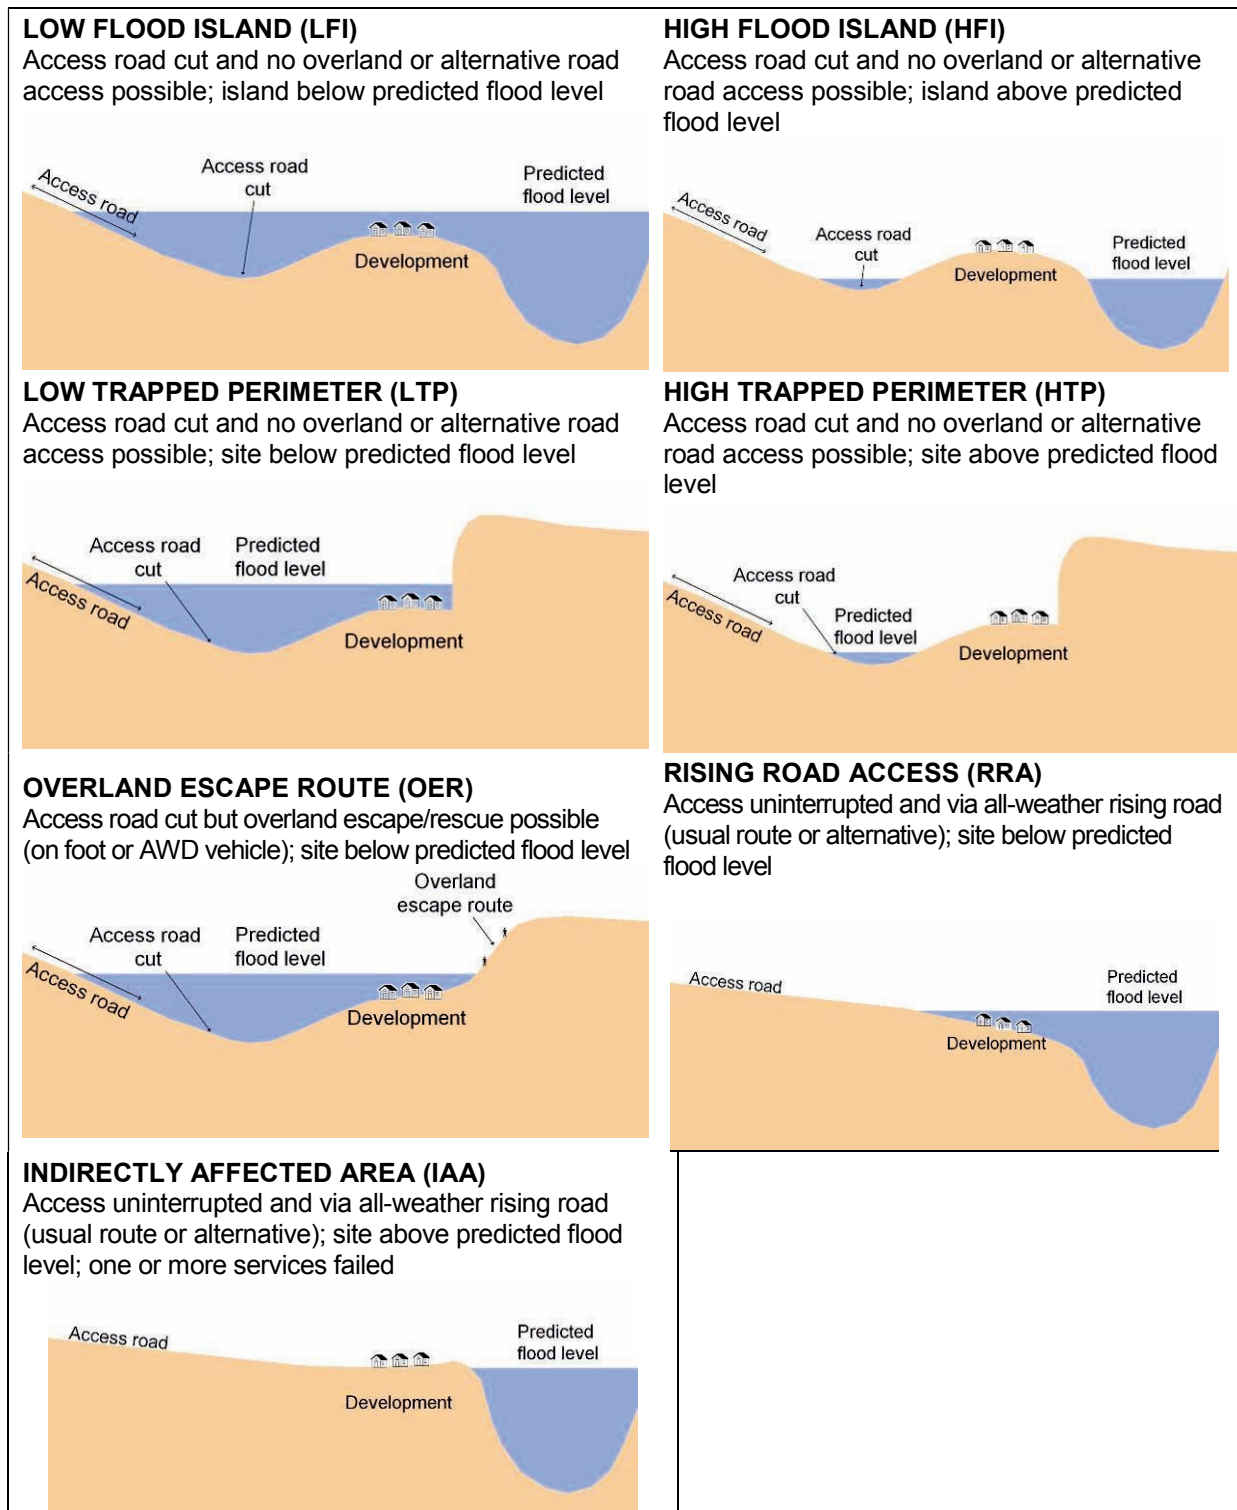 LOW FLOOD ISLAND (LFI)
Access road cut and no overland or alternative road
access possible; island below predicted flood level
Access road
Access road
cut
Predicted
flood level
Development
HIGH FLOOD ISLAND (HFI)
Access road cut and no overland or alternative
road access possible; island above predicted
flood level
Access road
Access road
cut
Predicted
flood level
Development
LOW TRAPPED PERIMETER (LTP)
Access road cut and no overland or alternative road
access possible; site below predicted flood level
Access road
cut
Predicted
flood level
Access road
Development
HIGH TRAPPED PERIMETER (HTP)
Access road cut and no overland or alternative
road access possible; site above predicted flood
level
Access road
cut
Access road
Predicted
flood level
Development
OVERLAND ESCAPE ROUTE (OER)
Access road cut but overland escape/rescue possible
(on foot or AWD vehicle); site below predicted flood level
Overland
escape route
Access road
cut
Predicted
flood level
Access road
Development
RISING ROAD ACCESS (RRA)
Access uninterrupted and via all-weather rising road
(usual route or alternative); site below predicted
flood level
Access road
Predicted
flood level
Development
INDIRECTLY AFFECTED AREA (IAA)
Access uninterrupted and via all-weather rising road
(usual route or alternative); site above predicted flood
level; one or more services failed
Access road
Predicted
flood level
Development